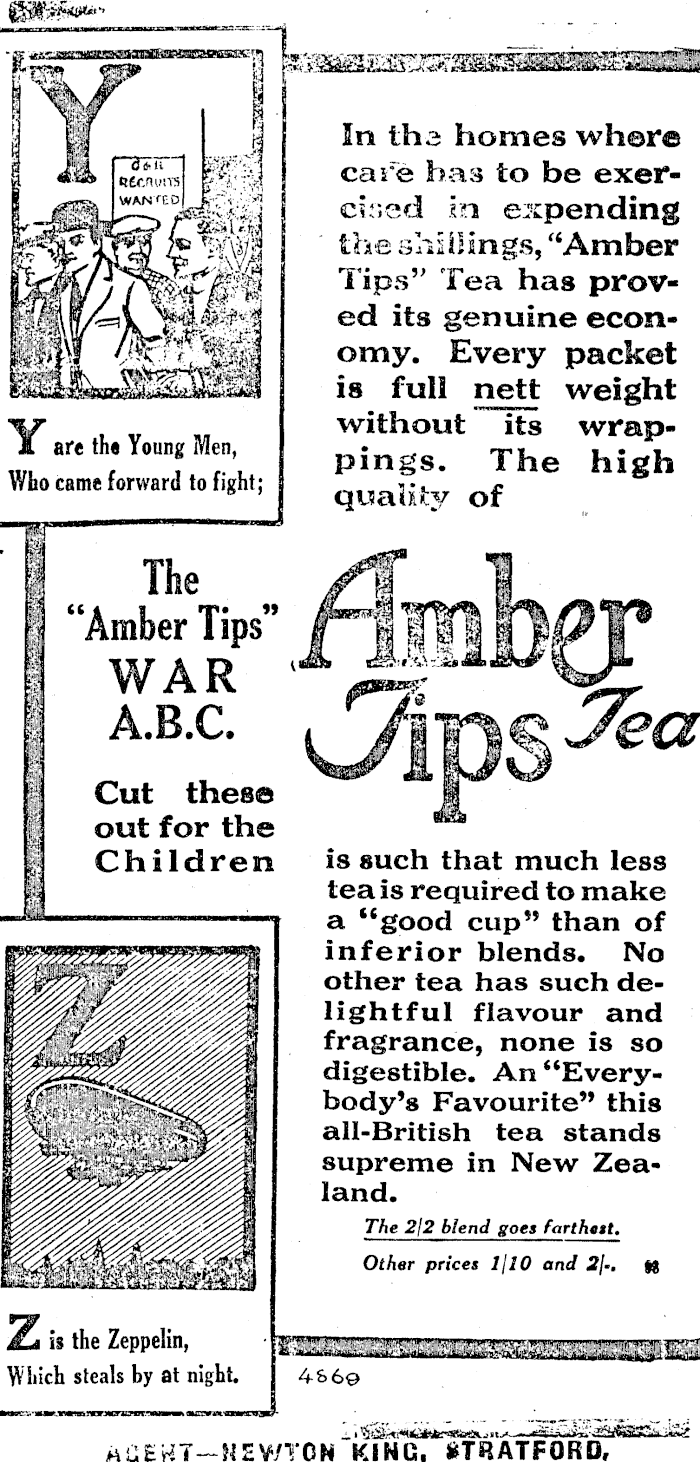 Y
RECRUITS
WANTED
Y are the Young Men,
Who came forward to fight;
The
"Amber Tips"
WAR
A.B.C.
Cut these
out for the
Children
Z
Z is the Zeppelin,
Which steals by at night.
In the homes where
care has to be exer-
cised in expending
the shillings, "Amber
Tips" Tea has prov-
ed its genuine econ-
omy. Every packet
is full nett weight
without its wrap-
pings. The high
quality of
Amber
Tips Tea
is such that much less
tea is required to make
a "good cup" than of
inferior blends. No
other tea has such de-
lightful flavour and
fragrance, none is so
digestible. An "Every-
body's Favourite" this
all-British tea stands
supreme in New Zea-
land.
The 2/2 blend goes farthest.
Other prices 1/10 and 2/-.
4869
AGENT—NEWTON KING, STRATFORD,